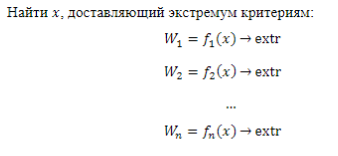 Найти x, доставляющий экстремум критериям:
W₁ = f₁(x) → extr
W₂ = f₂(x) → extr
...
Wₙ = fₙ(x) → extr